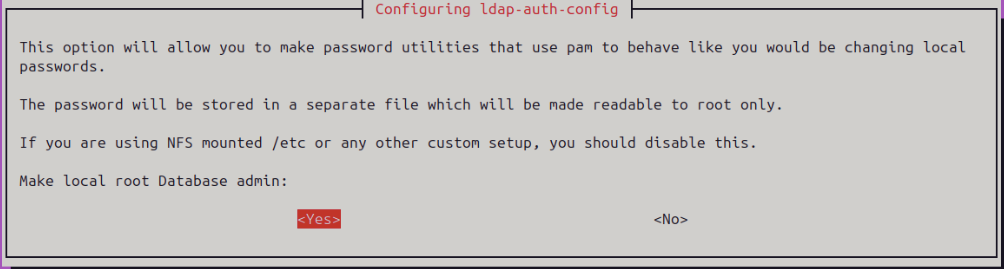 Configuring ldap-auth-config
This option will allow you to make password utilities that use pam to behave like you would be changing local
passwords.
The password will be stored in a separate file which will be made readable to root only.
If you are using NFS mounted /etc or any other custom setup, you should disable this.
Make local root Database admin:
<Yes> <No>